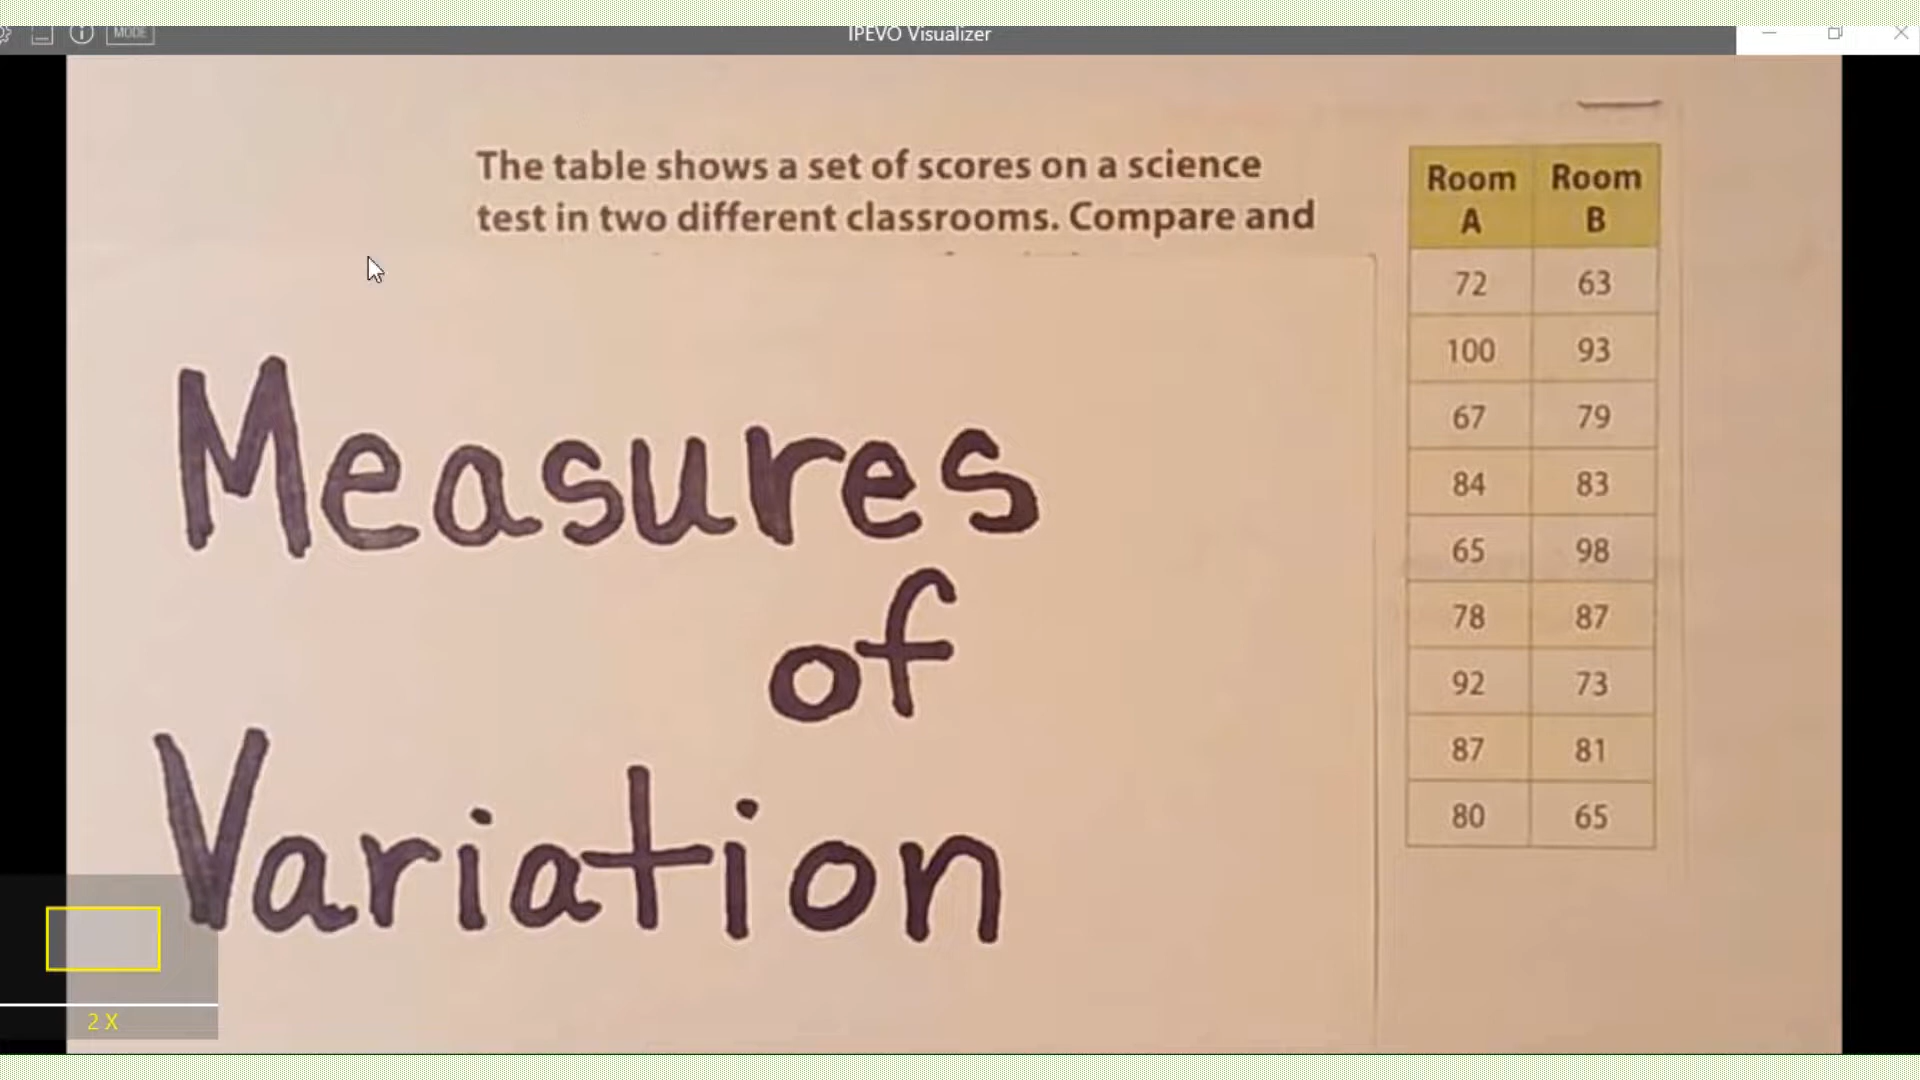 MODE
IPEVO Visualizer
The table shows a set of scores on a science
test in two different classrooms. Compare and
Room A Room B
72 63
100 93
67 79
84 83
65 98
78 87
92 73
87 81
80 65
Measures
of
Variation
2 X